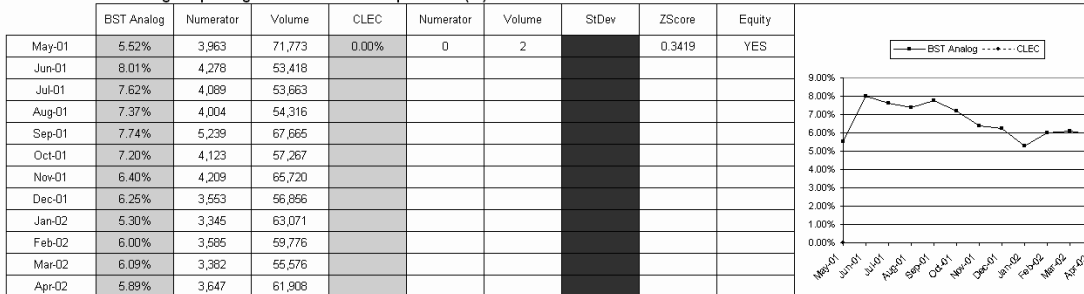 BST Analog Numerator Volume CLEC Numerator Volume StDev ZScore Equity
May-01 5.52% 3,963 71,773 0.00% 0 2 0.3419 YES
Jun-01 8.01% 4,278 53,418
Jul-01 7.62% 4,089 53,663
Aug-01 7.37% 4,004 54,316
Sep-01 7.74% 5,239 67,665
Oct-01 7.20% 4,123 57,267
Nov-01 6.40% 4,209 65,720
Dec-01 6.25% 3,553 56,856
Jan-02 5.30% 3,345 63,071
Feb-02 6.00% 3,585 59,776
Mar-02 6.09% 3,382 55,576
Apr-02 5.89% 3,647 61,908
BST Analog CLEC
9.00%
8.00%
7.00%
6.00%
5.00%
4.00%
3.00%
2.00%
1.00%
0.00%
May-01 Jun-01 Jul-01 Aug-01 Sep-01 Oct-01 Nov-01 Dec-01 Jan-02 Feb-02 Mar-02